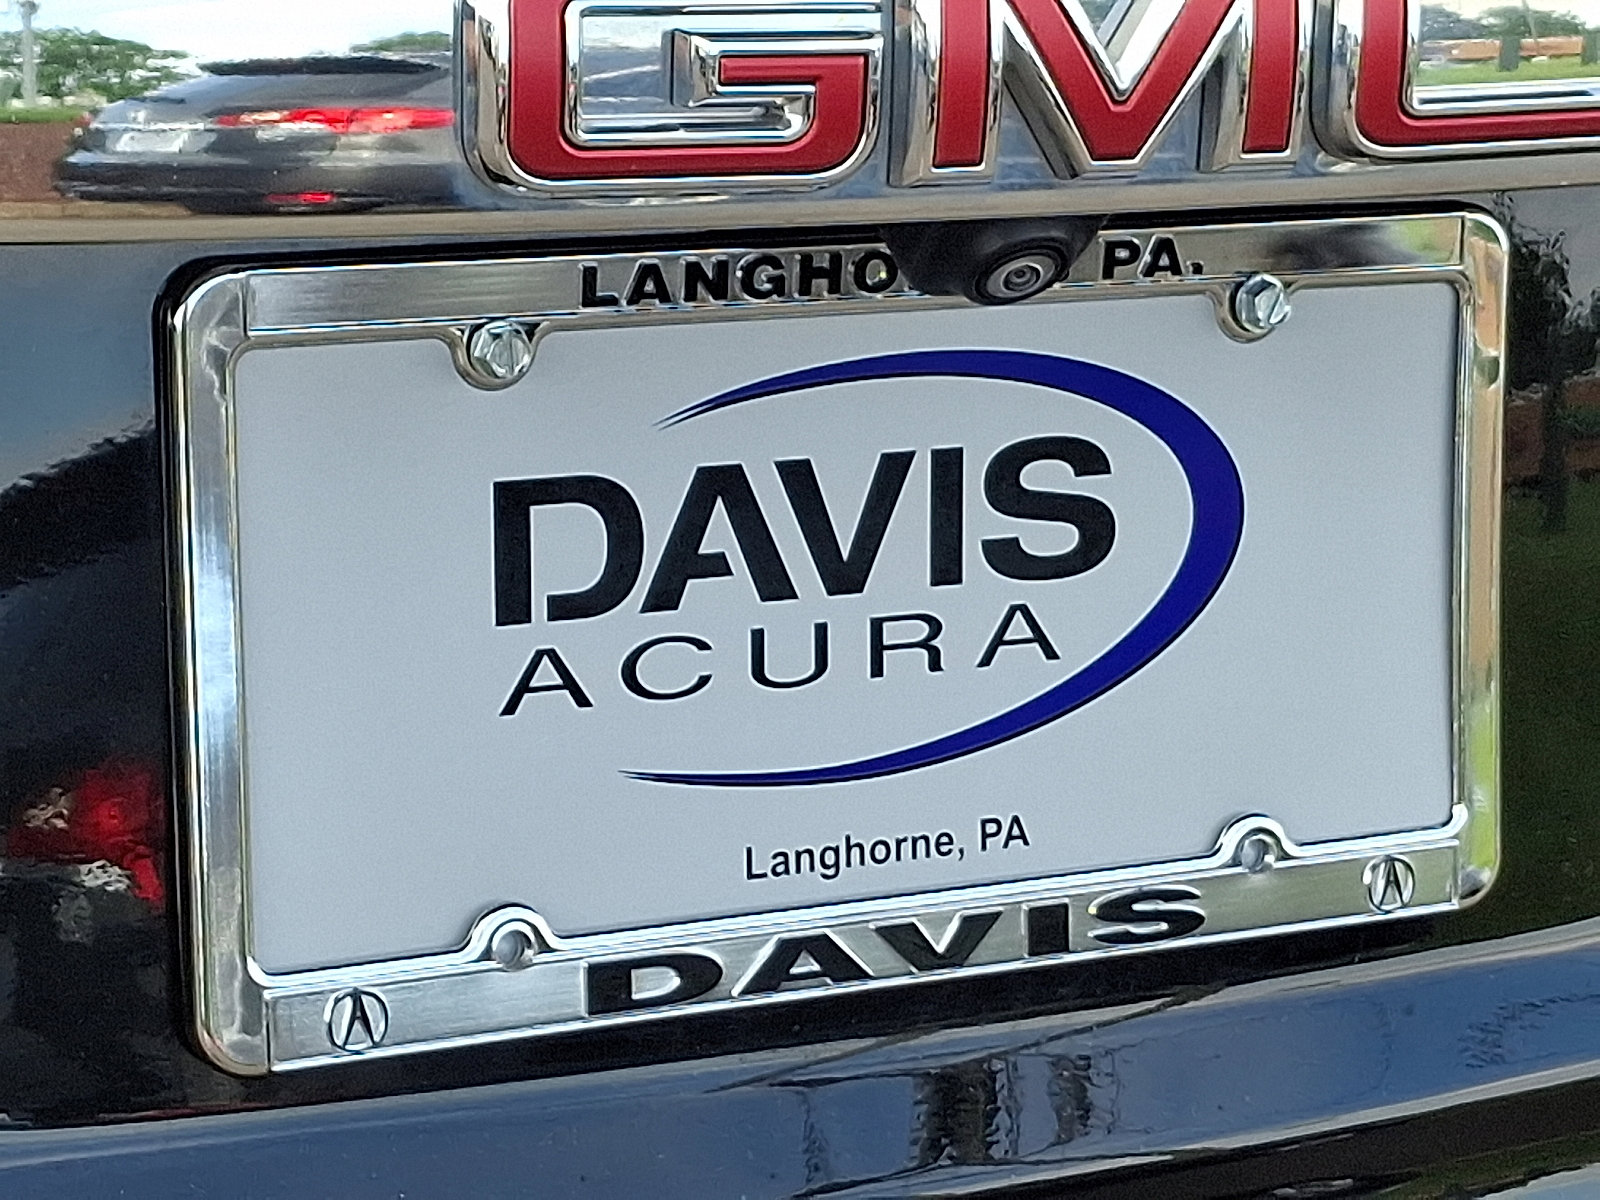 GMC
LANGHO PA.
DAVIS
ACURA
Langhorne, PA
DAVIS